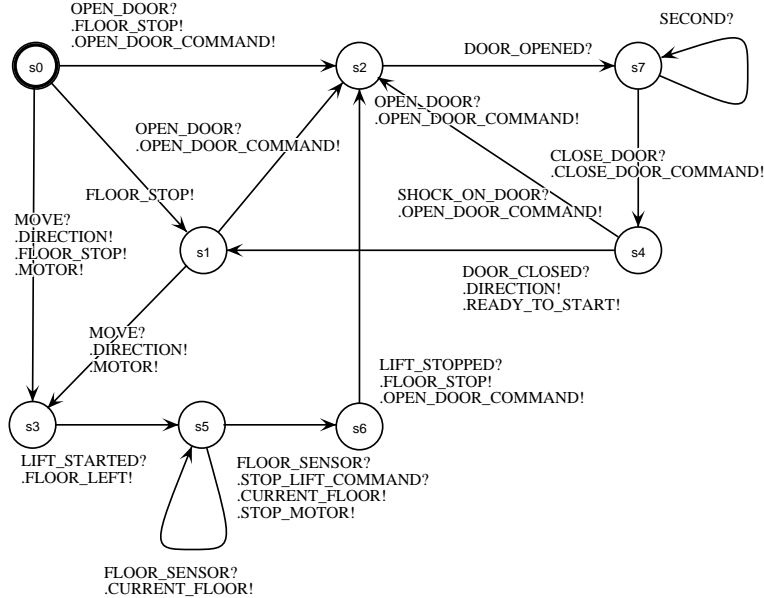 OPEN_DOOR?
.FLOOR_STOP!
.OPEN_DOOR_COMMAND!
SECOND?
DOOR_OPENED?
s0
s2
s7
OPEN_DOOR?
.OPEN_DOOR_COMMAND!
OPEN_DOOR?
.OPEN_DOOR_COMMAND!
CLOSE_DOOR?
.CLOSE_DOOR_COMMAND!
FLOOR_STOP!
SHOCK_ON_DOOR?
.OPEN_DOOR_COMMAND!
MOVE?
.DIRECTION!
.FLOOR_STOP!
.MOTOR!
s1
s4
DOOR_CLOSED?
.DIRECTION!
.READY_TO_START!
MOVE?
.DIRECTION!
.MOTOR!
LIFT_STOPPED?
.FLOOR_STOP!
.OPEN_DOOR_COMMAND!
s3
s5
s6
LIFT_STARTED?
.FLOOR_LEFT!
FLOOR_SENSOR?
.STOP_LIFT_COMMAND?
.CURRENT_FLOOR!
.STOP_MOTOR!
FLOOR_SENSOR?
.CURRENT_FLOOR!